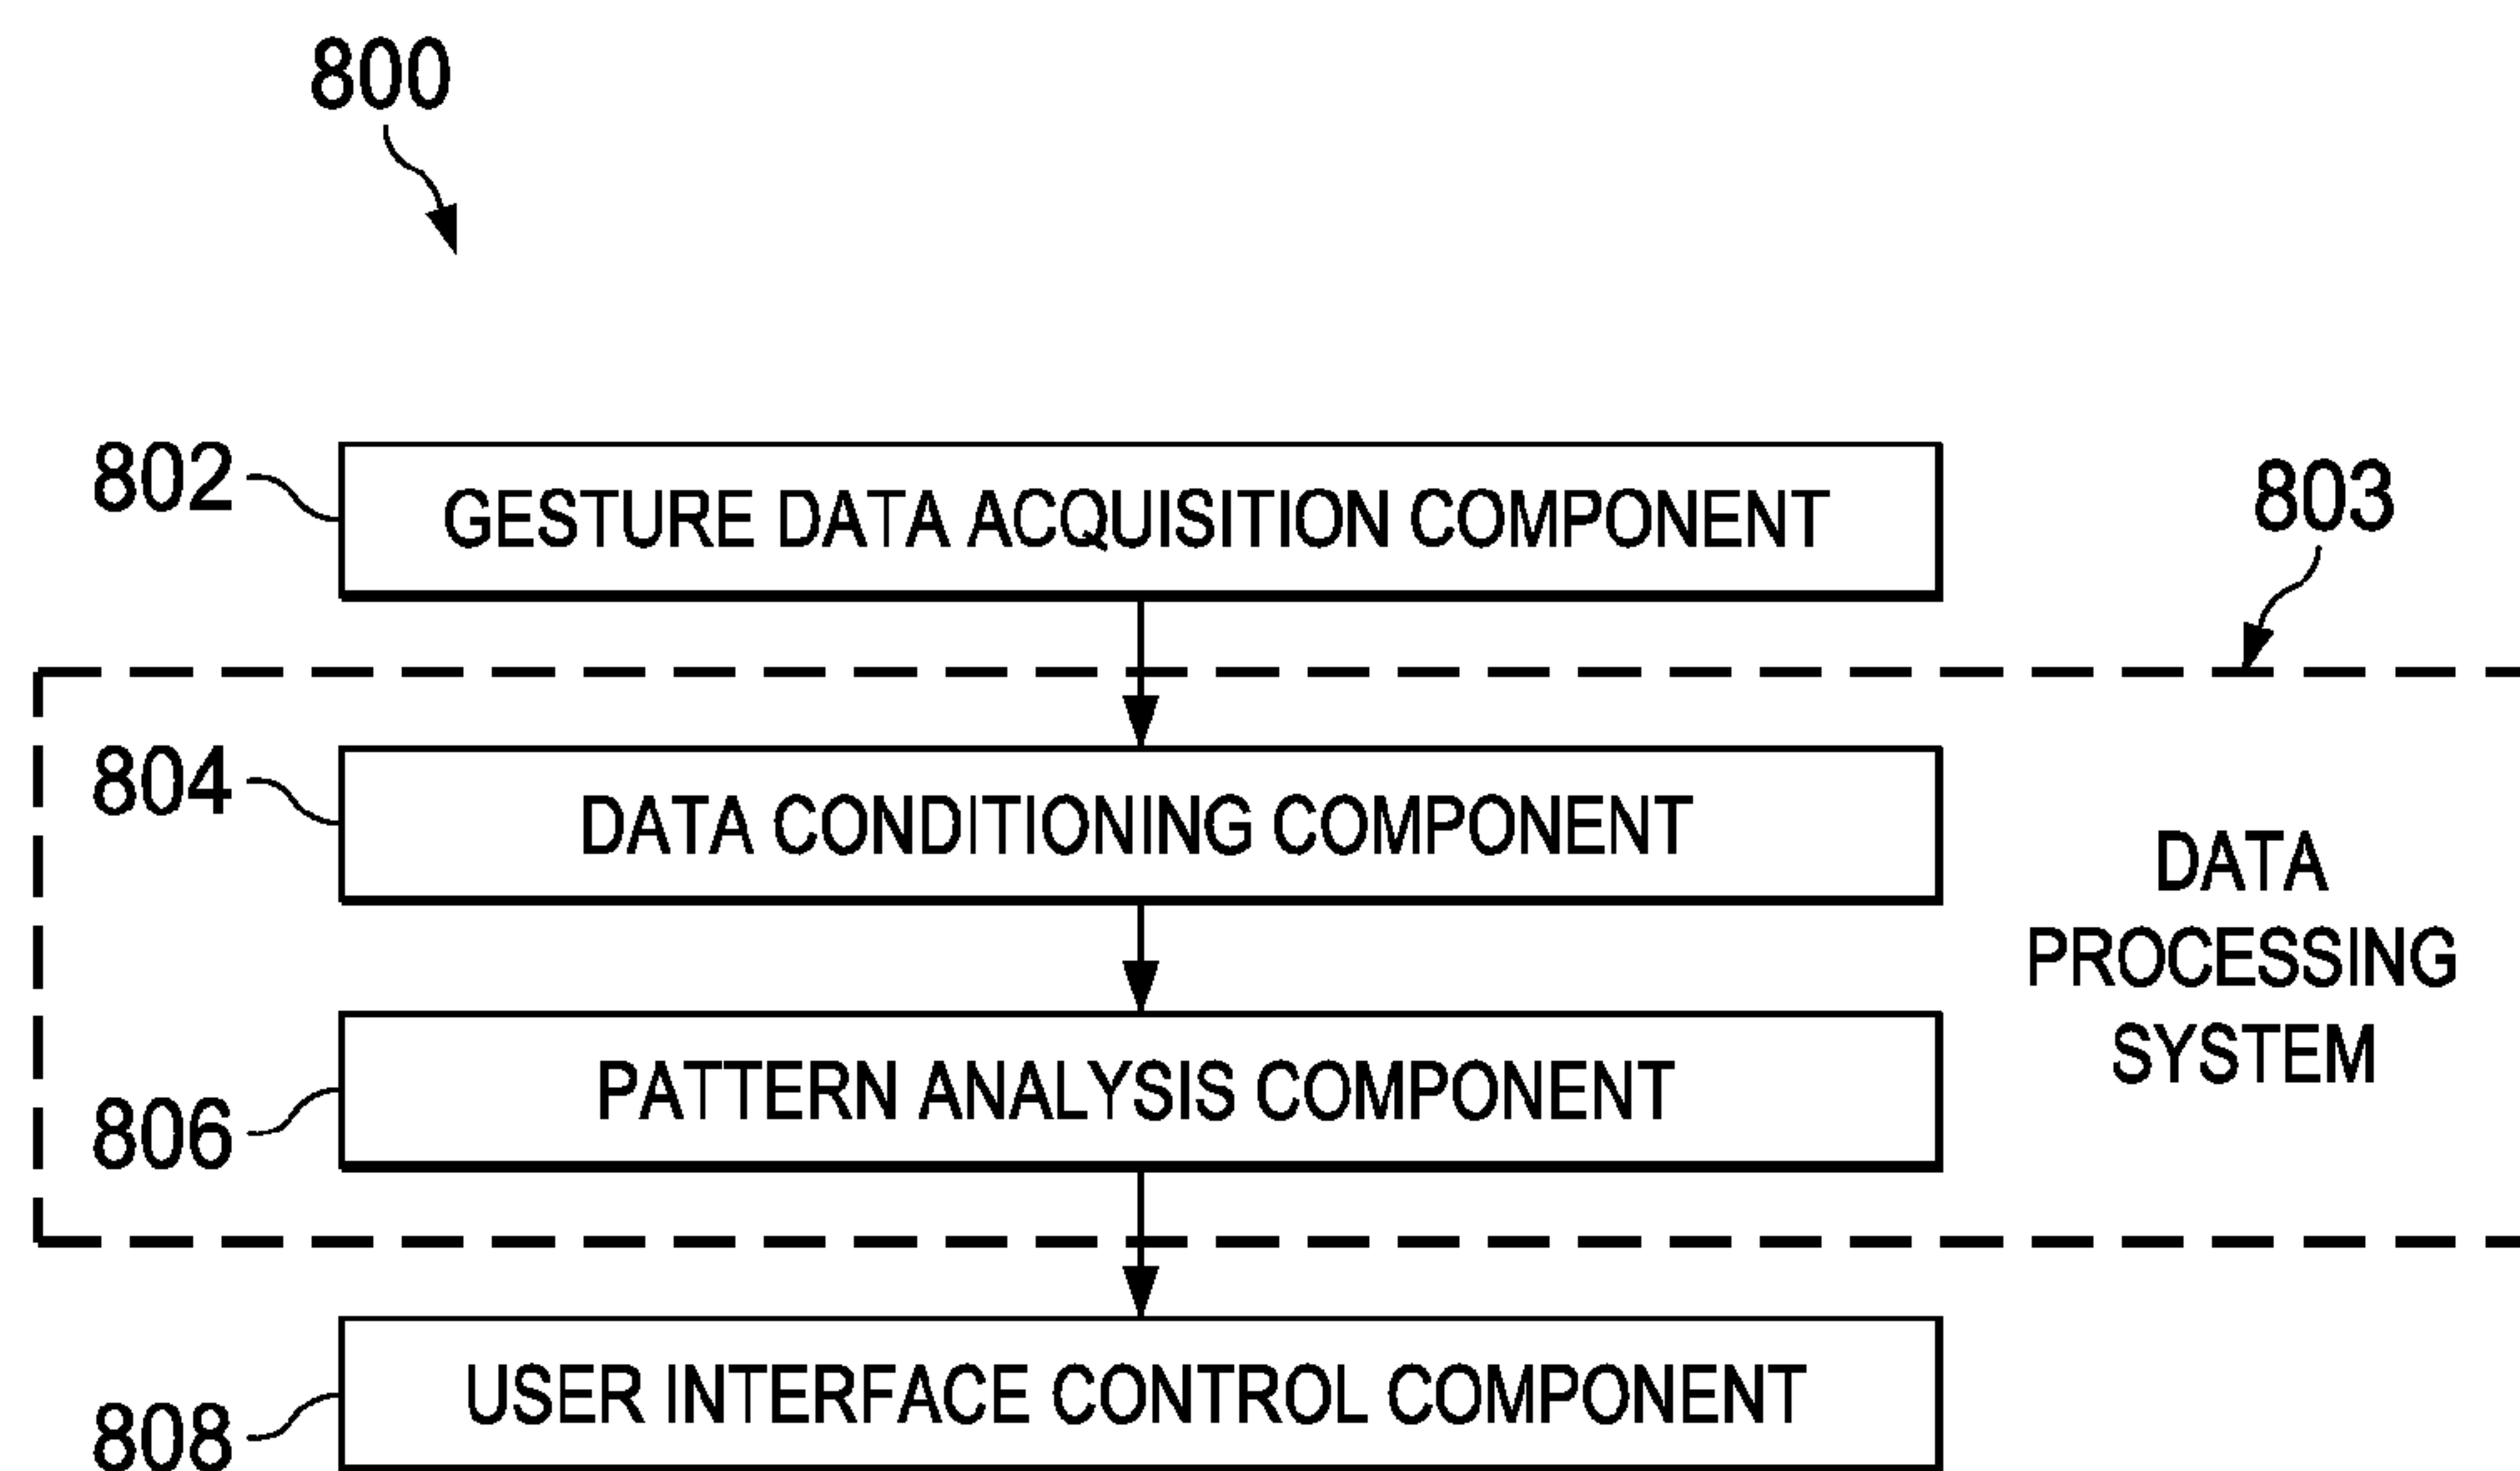 800
802
GESTURE DATA ACQUISITION COMPONENT
803
804
DATA CONDITIONING COMPONENT
DATA
PROCESSING
SYSTEM
806
PATTERN ANALYSIS COMPONENT
808
USER INTERFACE CONTROL COMPONENT